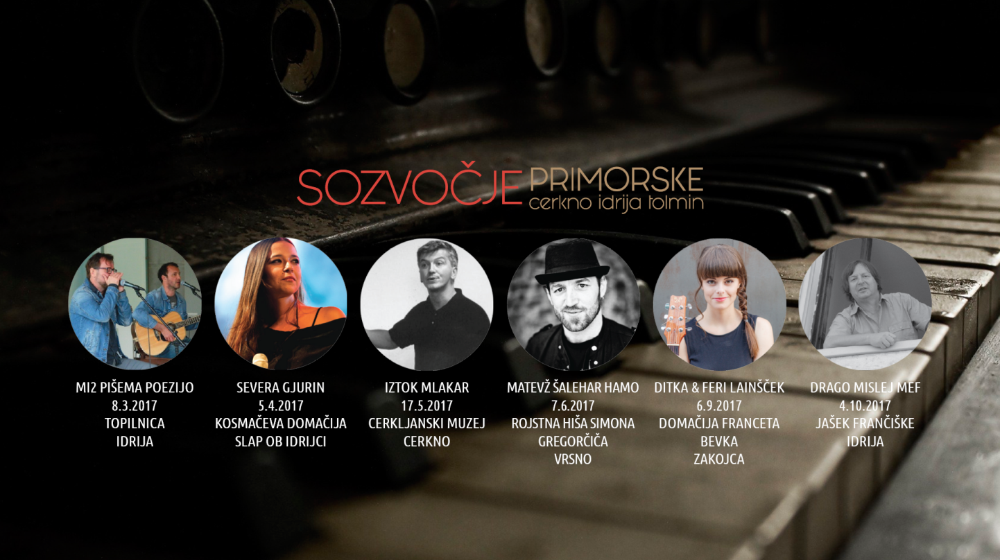 SOZVOČJE PRIMORSKE
cerkno idrija tolmin
MI2 PIŠEMA POEZIJO
8.3.2017
TOPILNICA
IDRIJA
SEVERA GJURIN
5.4.2017
KOSMAČEVA DOMAČIJA
SLAP OB IDRIJCI
IZTOK MLAKAR
17.5.2017
CERKLJANSKI MUZEJ
CERKNO
MATEVŽ ŠALEHAR HAMO
7.6.2017
ROJSTNA HIŠA SIMONA
GREGORČIČA
VRSNO
DITKA & FERI LAINŠČEK
6.9.2017
DOMAČIJA FRANCETA
BEVKA
ZAKOJCA
DRAGO MISLEJ MEF
4.10.2017
JAŠEK FRANČIŠKE
IDRIJA